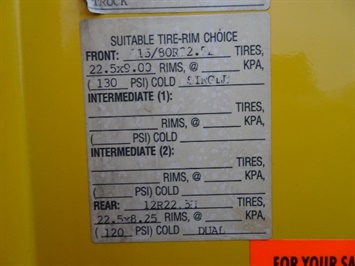 TRUCK
SUITABLE TIRE-RIM CHOICE
FRONT: TIRES,
22.5x9.00 RIMS, @ KPA,
(130 PSI) COLD SINGLE
INTERMEDIATE (1):
TIRES,
RIMS, @ KPA,
( PSI) COLD
INTERMEDIATE (2):
TIRES,
RIMS, @ KPA,
( PSI) COLD
REAR: TIRES,
22.5x8.25 RIMS, @ KPA,
(120 PSI) COLD DUAL
FOR YOUR SA